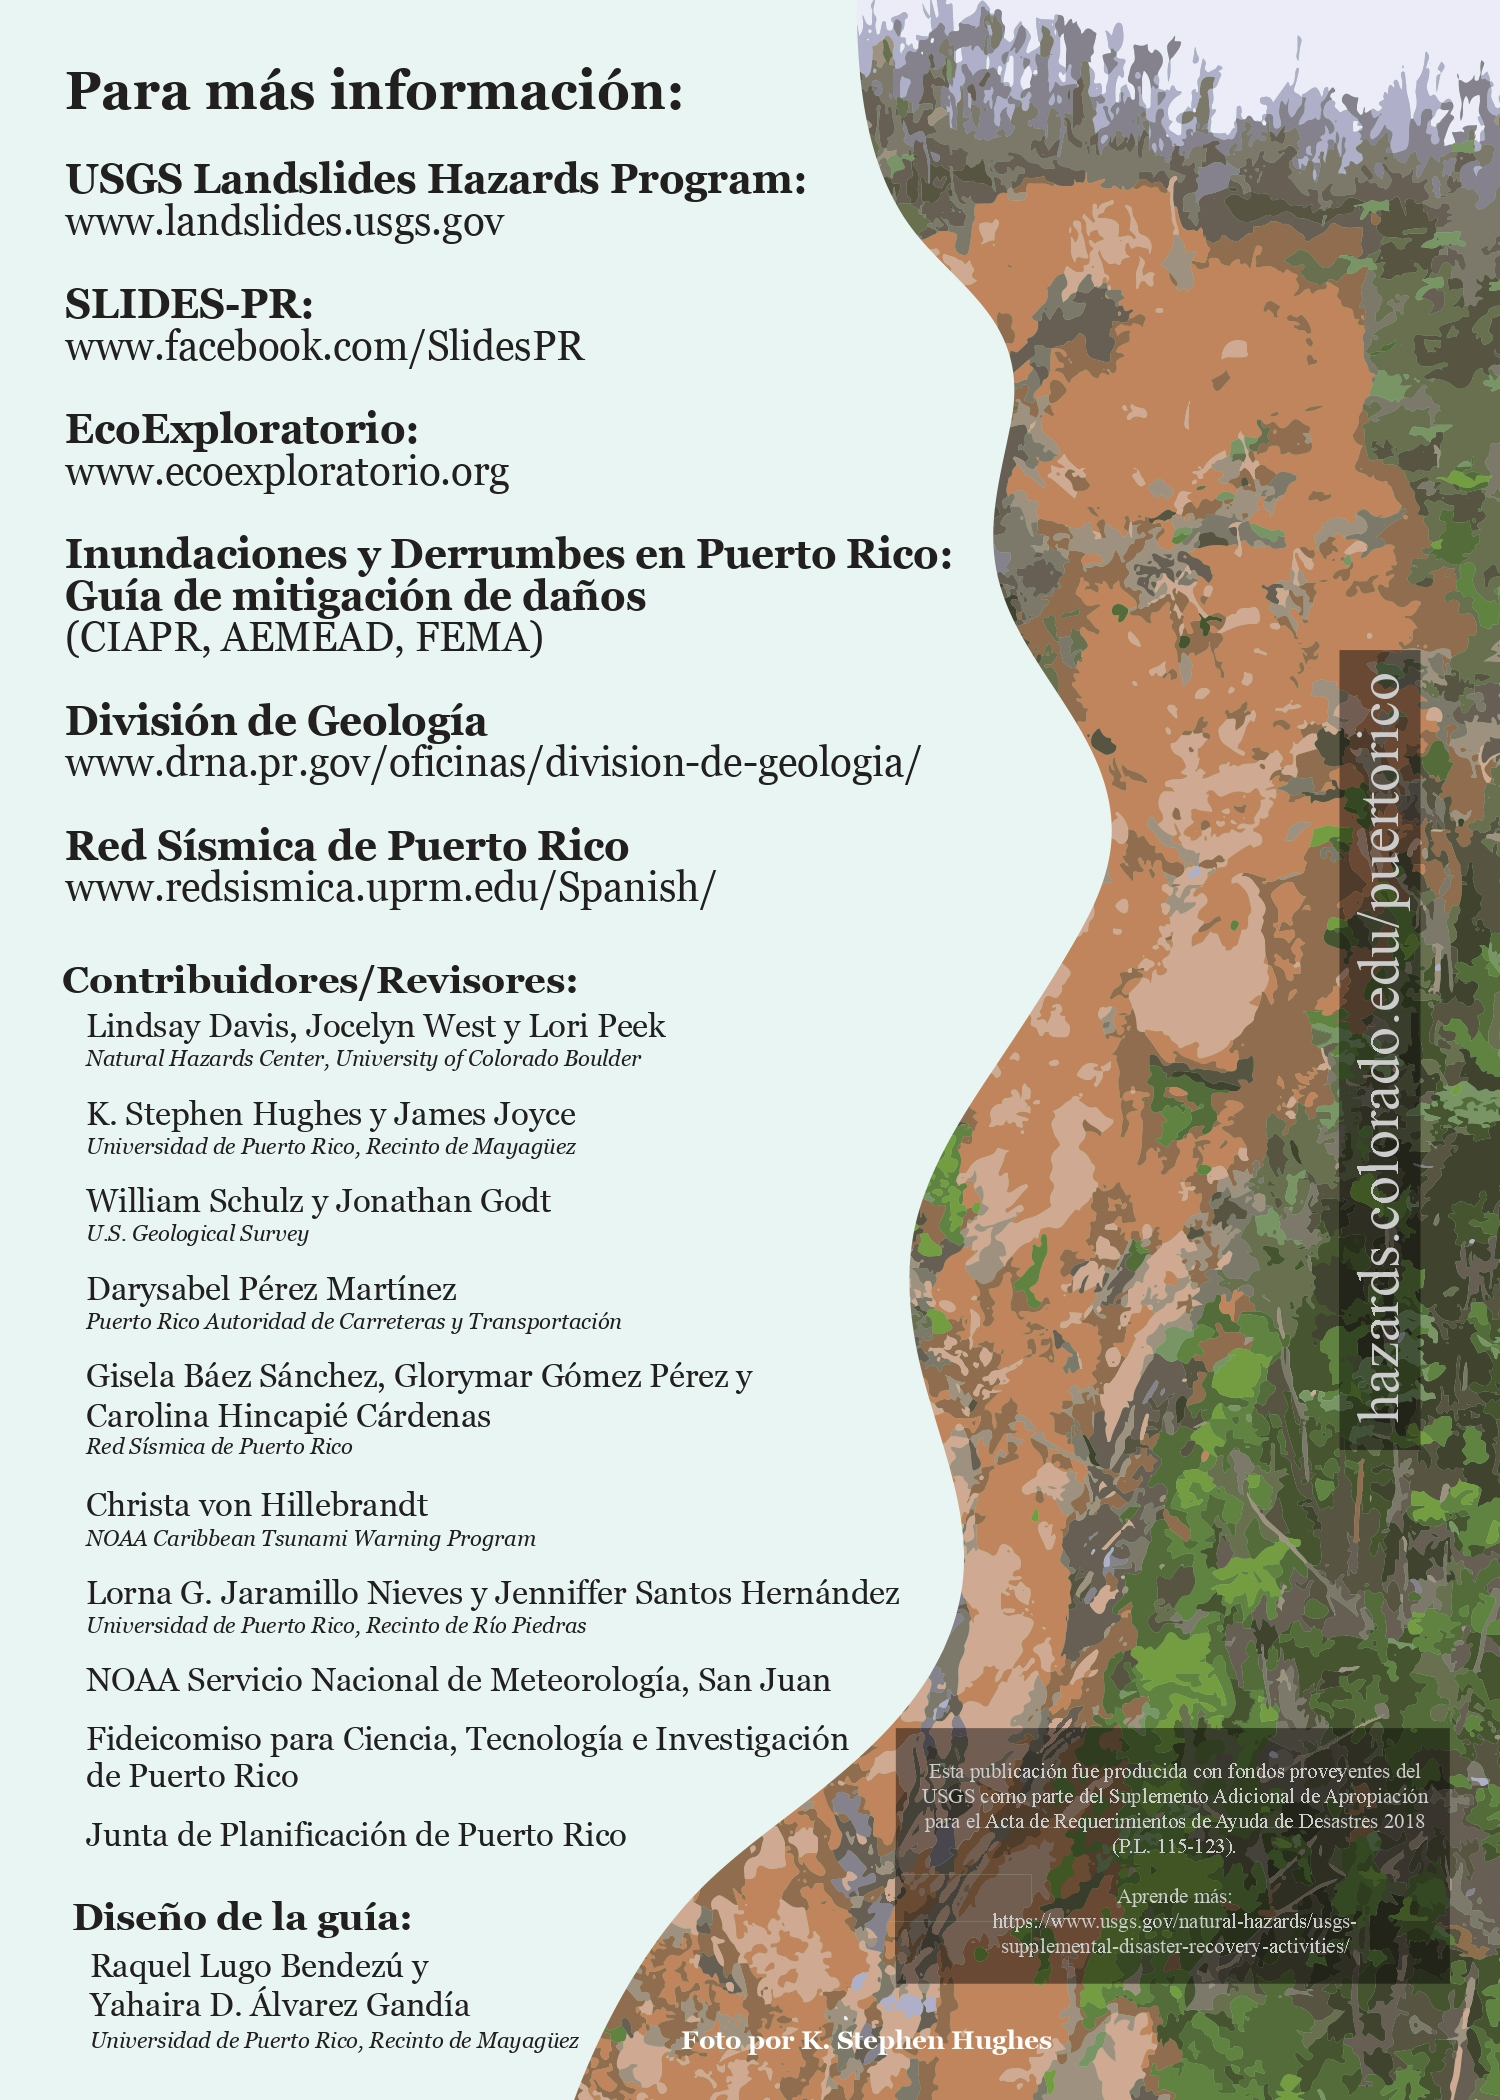 Para más información:
USGS Landslides Hazards Program:
www.landslides.usgs.gov
SLIDES-PR:
www.facebook.com/SlidesPR
EcoExploratorio:
www.ecoexploratorio.org
Inundaciones y Derrumbes en Puerto Rico:
Guía de mitigación de daños
(CIAPR, AEMEAD, FEMA)
División de Geología
www.drna.pr.gov/oficinas/division-de-geologia/
Red Sísmica de Puerto Rico
www.redsismica.uprm.edu/Spanish/
Contribuidores/Revisores:
Lindsay Davis, Jocelyn West y Lori Peek
Natural Hazards Center, University of Colorado Boulder
K. Stephen Hughes y James Joyce
Universidad de Puerto Rico, Recinto de Mayagüez
William Schulz y Jonathan Godt
U.S. Geological Survey
Darysabel Pérez Martínez
Puerto Rico Autoridad de Carreteras y Transportación
Gisela Báez Sánchez, Glorymar Gómez Pérez y
Carolina Hincapié Cárdenas
Red Sísmica de Puerto Rico
Christa von Hillebrandt
NOAA Caribbean Tsunami Warning Program
Lorna G. Jaramillo Nieves y Jenniffer Santos Hernández
Universidad de Puerto Rico, Recinto de Río Piedras
NOAA Servicio Nacional de Meteorología, San Juan
Fideicomiso para Ciencia, Tecnología e Investigación
de Puerto Rico
Junta de Planificación de Puerto Rico
Diseño de la guía:
Raquel Lugo Bendezú y
Yahaira D. Álvarez Gandía
Universidad de Puerto Rico, Recinto de Mayagüez
hazards.colorado.edu/puertorico
Esta publicación fue producida con fondos proveyentes del
USGS como parte del Suplemento Adicional de Apropiación
para el Acta de Requerimientos de Ayuda de Desastres 2018
(P.L. 115-123).
Aprende más:
https://www.usgs.gov/natural-hazards/usgs-
supplemental-disaster-recovery-activities/
Foto por K. Stephen Hughes